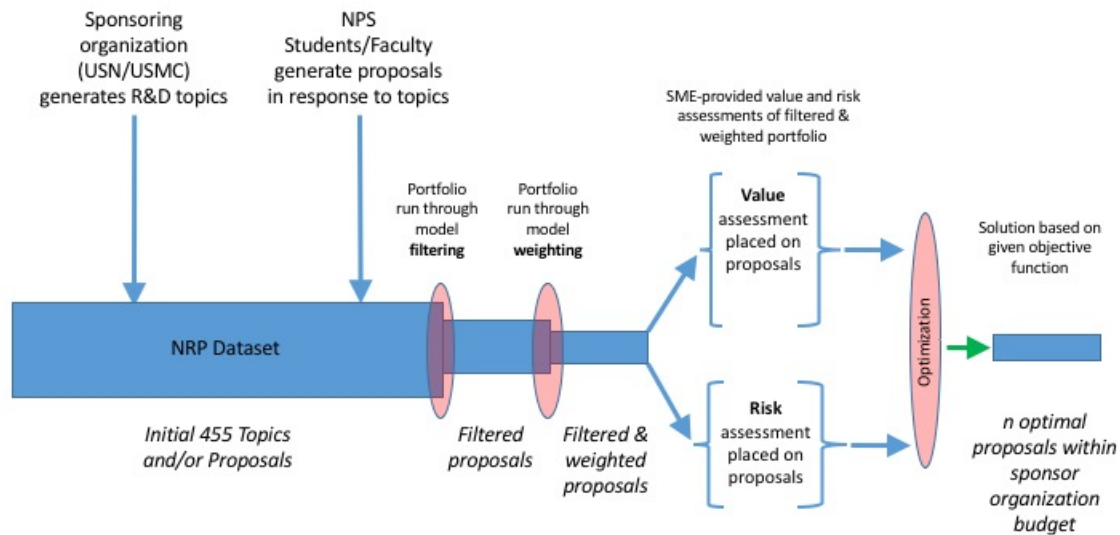 Sponsoring
organization
(USN/USMC)
generates R&D topics
NPS
Students/Faculty
generate proposals
in response to topics
SME-provided value and risk
assessments of filtered &
weighted portfolio
Portfolio
run through
model
filtering
Portfolio
run through
model
weighting
Value
assessment
placed on
proposals
Solution based on
given objective
function
NRP Dataset
Optimization
Risk
assessment
placed on
proposals
Initial 455 Topics
and/or Proposals
Filtered
proposals
Filtered &
weighted
proposals
n optimal
proposals within
sponsor
organization
budget